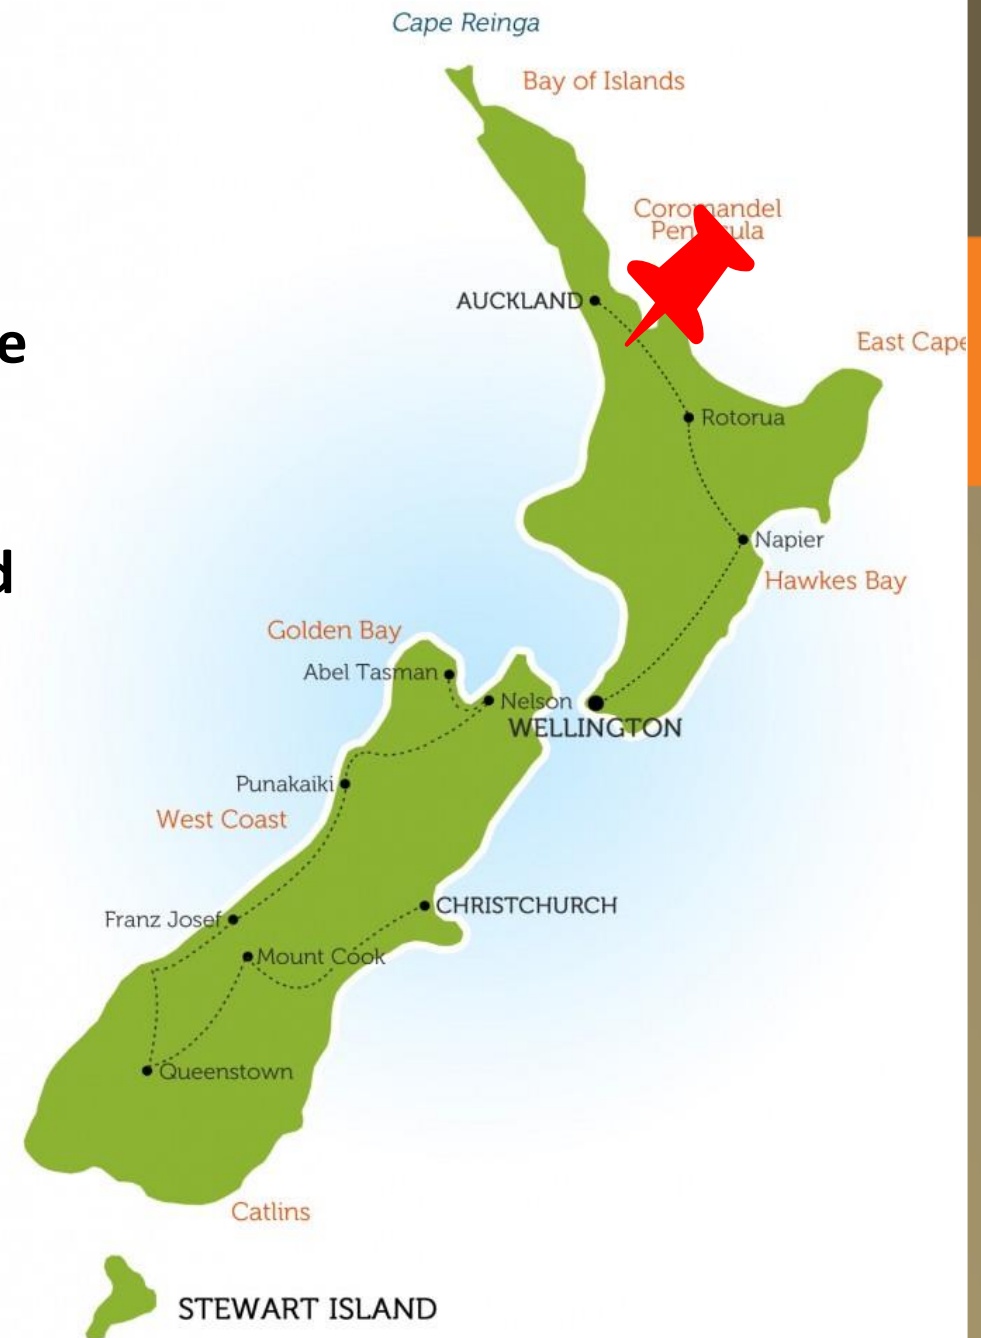 Cape Reinga
Bay of Islands
Coromandel
Peninsula
AUCKLAND
e
East Cape
Rotorua
Napier
d
Hawkes Bay
Golden Bay
Abel Tasman
Nelson
WELLINGTON
Punakaiki
West Coast
CHRISTCHURCH
Franz Josef
Mount Cook
Queenstown
Catlins
STEWART ISLAND